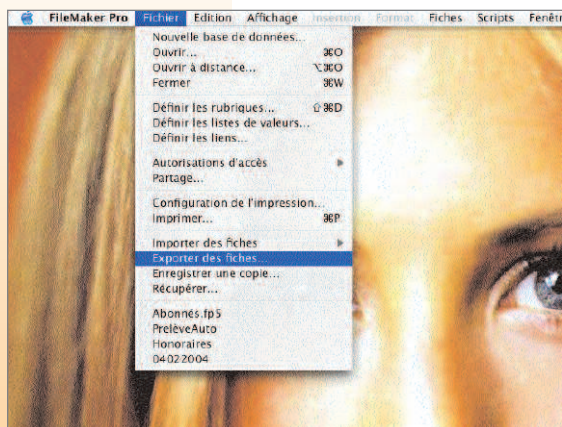 FileMaker Pro Fichier Edition Affichage Insertion Format Fiches Scripts Fenêtr
Nouvelle base de données...
Ouvrir... ⌘O
Ouvrir à distance... ⌥⌘O
Fermer ⌘W
Définir les rubriques... ⇧⌘D
Définir les listes de valeurs...
Définir les liens...
Autorisations d'accès
Partage...
Configuration de l'impression...
Imprimer... ⌘P
Importer des fiches
Exporter des fiches...
Enregistrer une copie...
Récupérer...
Abonnés.fp5
PrelèveAuto
Honoraires
04022004